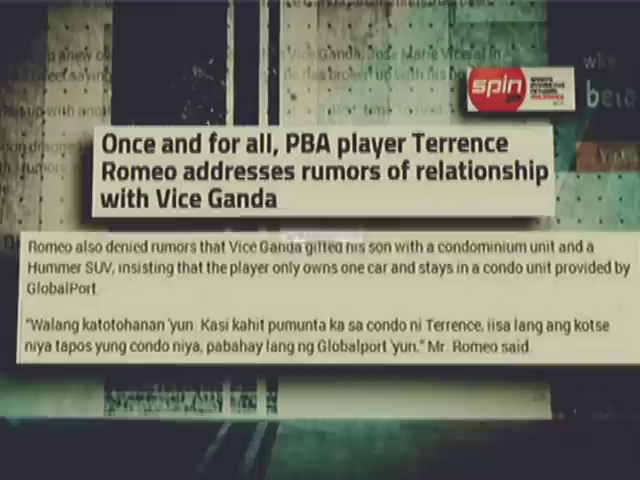 spin
Once and for all, PBA player Terrence
Romeo addresses rumors of relationship
with Vice Ganda
Romeo also denied rumors that Vice Ganda gifted his son with a condominium unit and a
Hummer SUV, insisting that the player only owns one car and stays in a condo unit provided by
GlobalPort.
"Walang katotohanan 'yun. Kasi kahit pumunta ka sa condo ni Terrence, iisa lang ang kotse
niya tapos yung condo niya, pabahay lang ng Globalport 'yun," Mr. Romeo said.